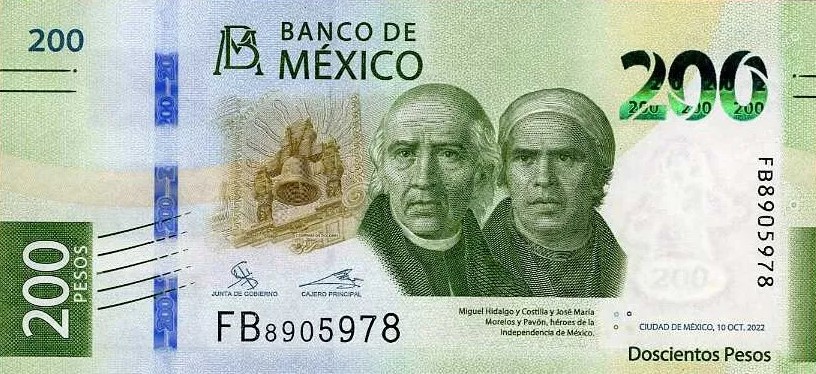 200
BM
BANCO DE
MÉXICO
200
200 200 200
FB8905978
200
PESOS
JUNTA DE GOBIERNO
CAJERO PRINCIPAL
FB8905978
Miguel Hidalgo y Costilla y José María
Morelos y Pavón, héroes de la
Independencia de México.
200
CIUDAD DE MÉXICO, 10 OCT. 2022
Doscientos Pesos